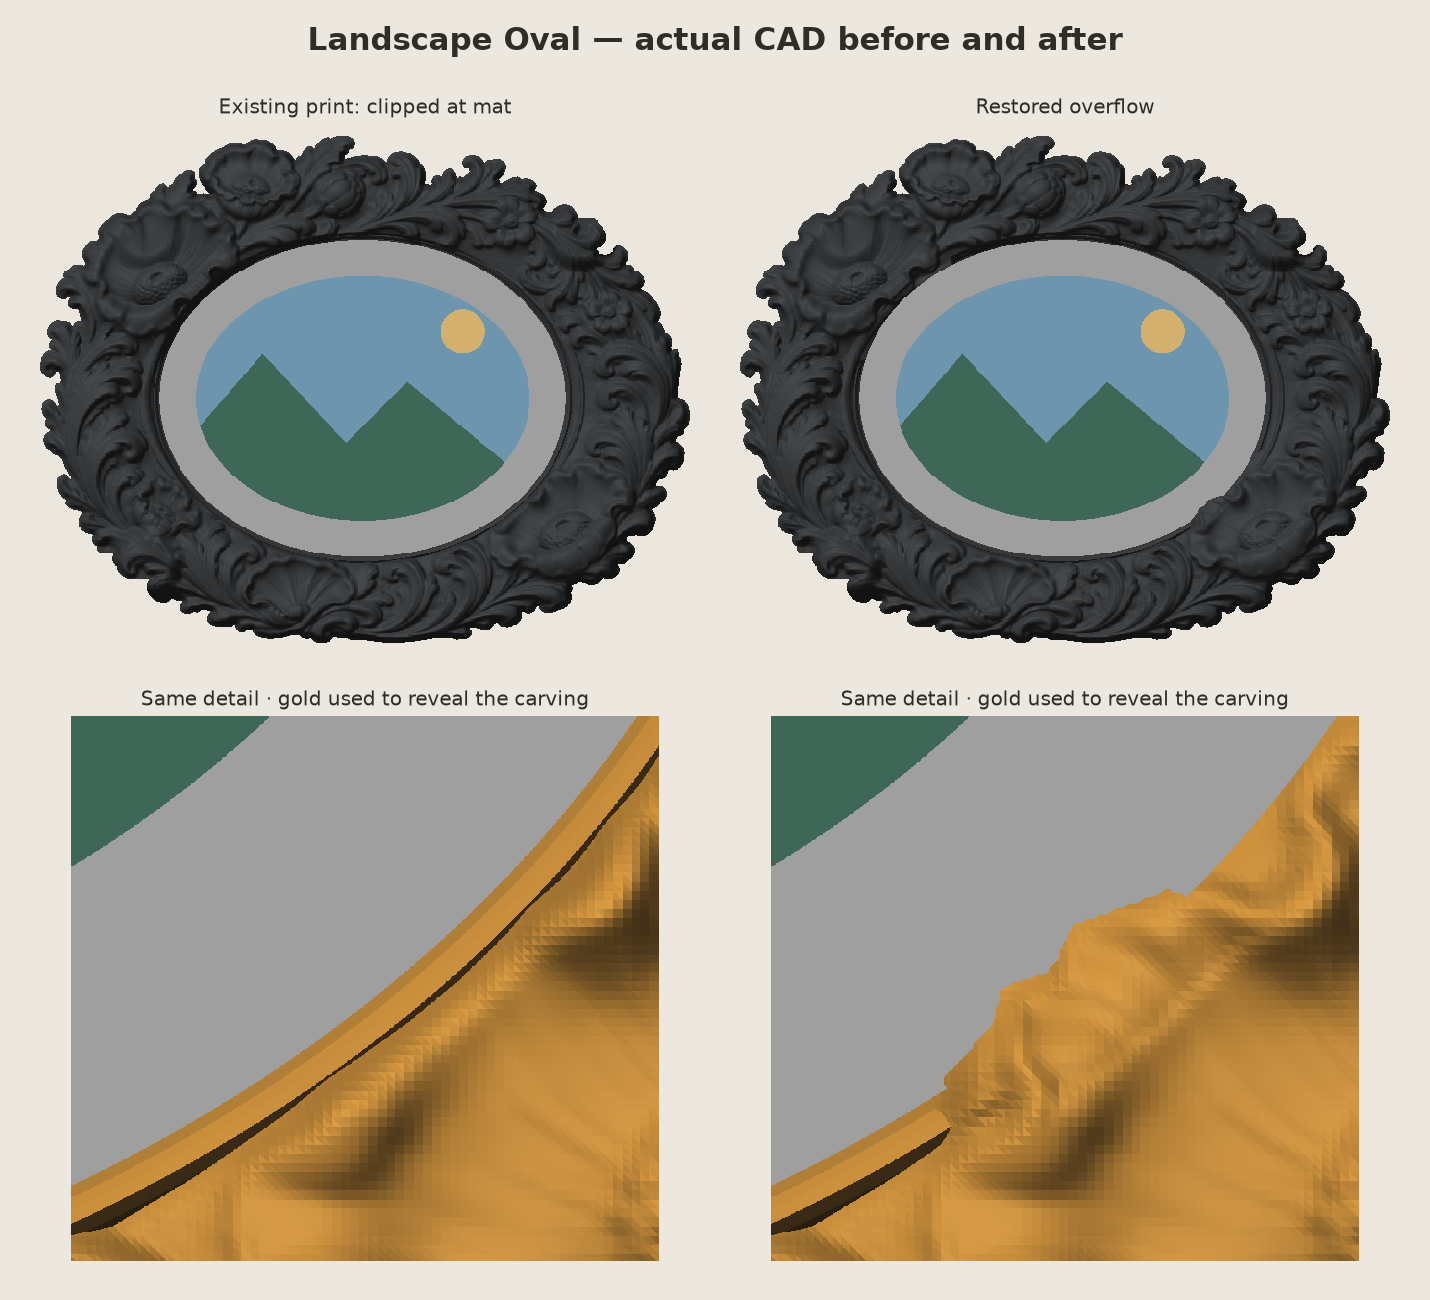 Landscape Oval — actual CAD before and after
Existing print: clipped at mat
Restored overflow
Same detail · gold used to reveal the carving
Same detail · gold used to reveal the carving